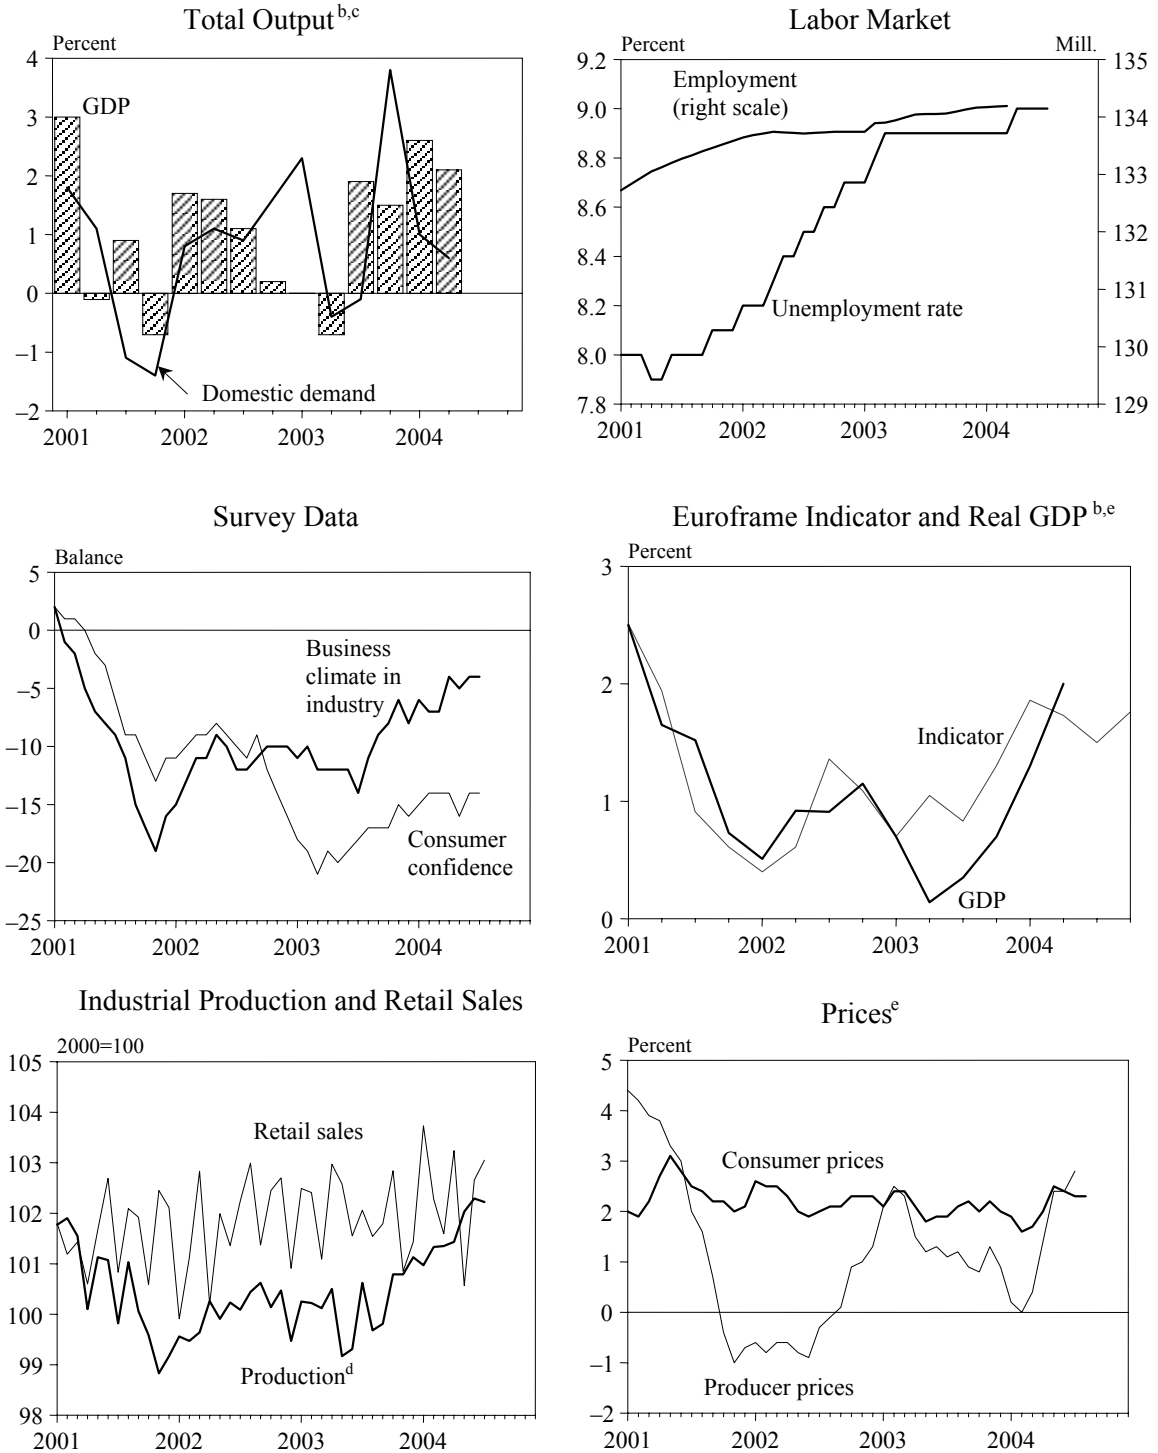 Total Output b,c
Percent
4
3
2
1
0
–1
–2
GDP
Domestic demand
2001 2002 2003 2004
Labor Market
Percent Mill.
9.2
9.0
8.8
8.6
8.4
8.2
8.0
7.8
135
134
133
132
131
130
129
Employment
(right scale)
Unemployment rate
2001 2002 2003 2004
Survey Data
Balance
5
0
–5
–10
–15
–20
–25
Business
climate in
industry
Consumer
confidence
2001 2002 2003 2004
Euroframe Indicator and Real GDP b,e
Percent
3
2
1
0
Indicator
GDP
2001 2002 2003 2004
Industrial Production and Retail Sales
2000=100
105
104
103
102
101
100
99
98
Retail sales
Production d
2001 2002 2003 2004
Prices e
Percent
5
4
3
2
1
0
–1
–2
Consumer prices
Producer prices
2001 2002 2003 2004